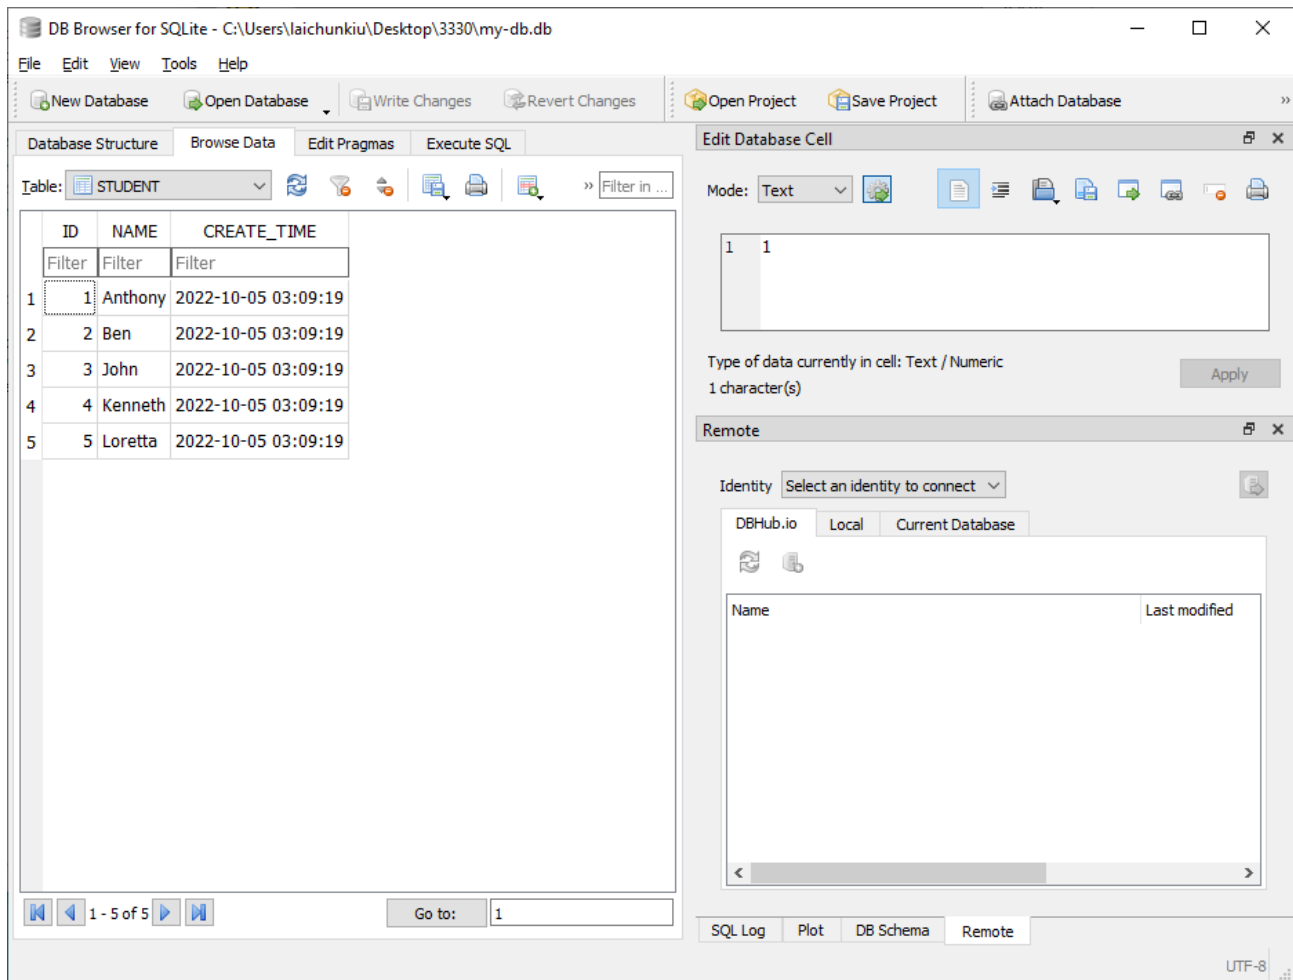 DB Browser for SQLite - C:\Users\laichunkiu\Desktop\3330\my-db.db
File Edit View Tools Help
New Database Open Database Write Changes Revert Changes Open Project Save Project Attach Database »
Database Structure Browse Data Edit Pragmas Execute SQL
Table: STUDENT » Filter in ...
ID NAME CREATE_TIME
Filter Filter Filter
1 1 Anthony 2022-10-05 03:09:19
2 2 Ben 2022-10-05 03:09:19
3 3 John 2022-10-05 03:09:19
4 4 Kenneth 2022-10-05 03:09:19
5 5 Loretta 2022-10-05 03:09:19
1 - 5 of 5 Go to: 1
Edit Database Cell
Mode: Text
1 1
Type of data currently in cell: Text / Numeric
1 character(s)
Apply
Remote
Identity Select an identity to connect
DBHub.io Local Current Database
Name Last modified
SQL Log Plot DB Schema Remote
UTF-8